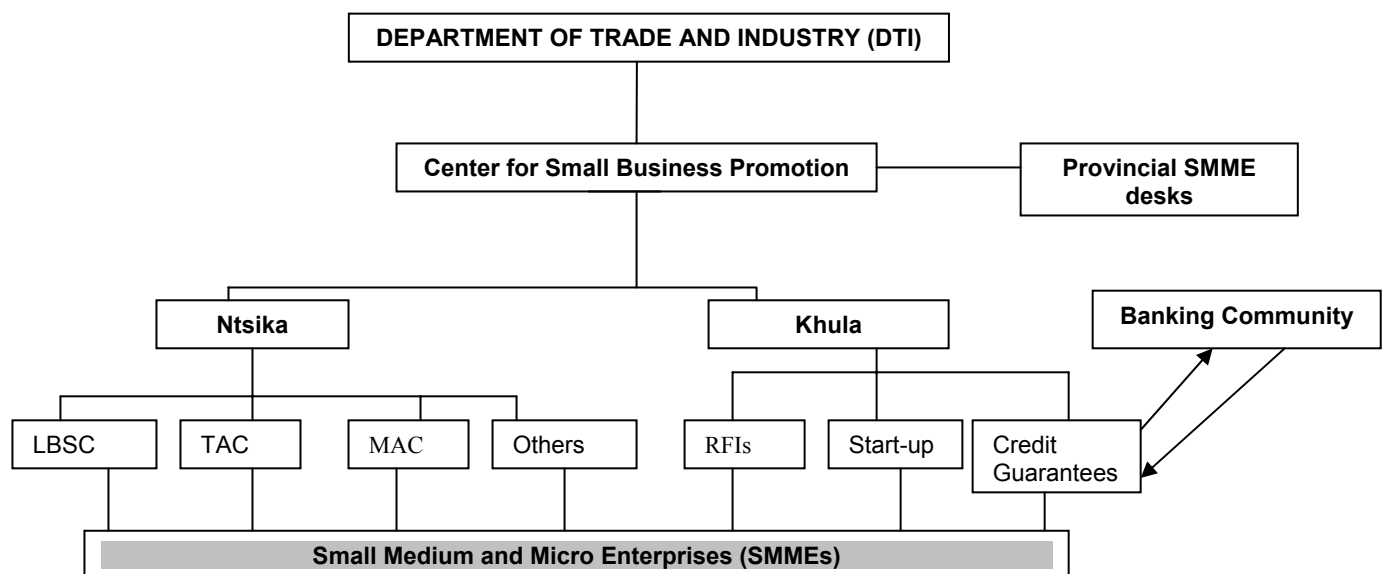 DEPARTMENT OF TRADE AND INDUSTRY (DTI)
Center for Small Business Promotion
Provincial SMME
desks
Ntsika
Khula
Banking Community
LBSC
TAC
MAC
Others
RFIs
Start-up
Credit
Guarantees
Small Medium and Micro Enterprises (SMMEs)